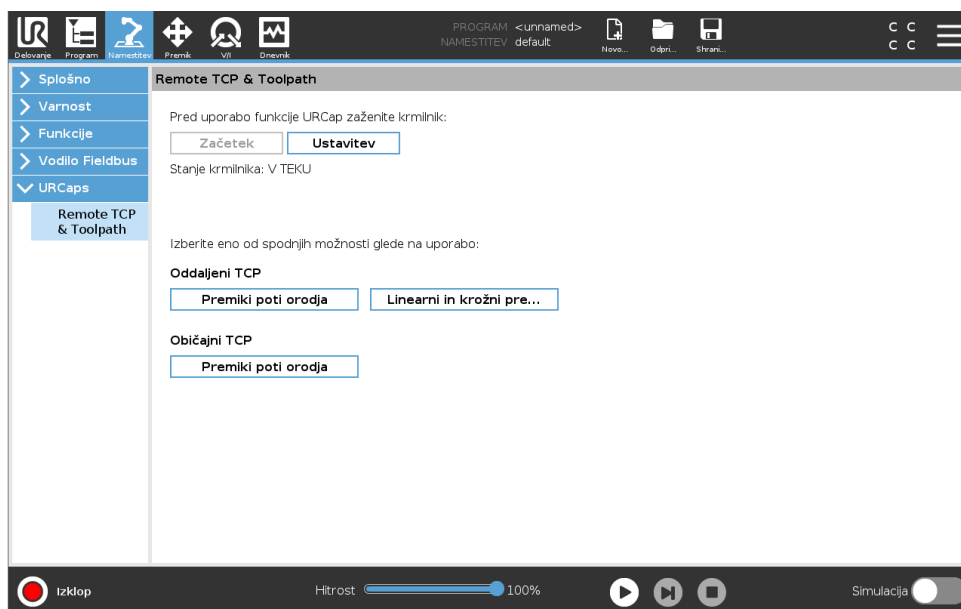 PROGRAM <unnamed>
NAMESTITEV default
Delovanje Program Namestitev Premik V/I Dnevnik Novo... Odpri... Shrani...
C C
C C
Splošno
Varnost
Funkcije
Vodilo Fieldbus
URCaps
Remote TCP
& Toolpath
Remote TCP & Toolpath
Pred uporabo funkcije URCap zaženite krmilnik:
Začetek Ustavitev
Stanje krmilnika: V TEKU
Izberite eno od spodnjih možnosti glede na uporabo:
Oddaljeni TCP
Premiki poti orodja Linearni in krožni pre...
Običajni TCP
Premiki poti orodja
Izklop Hitrost 100% Simulacija